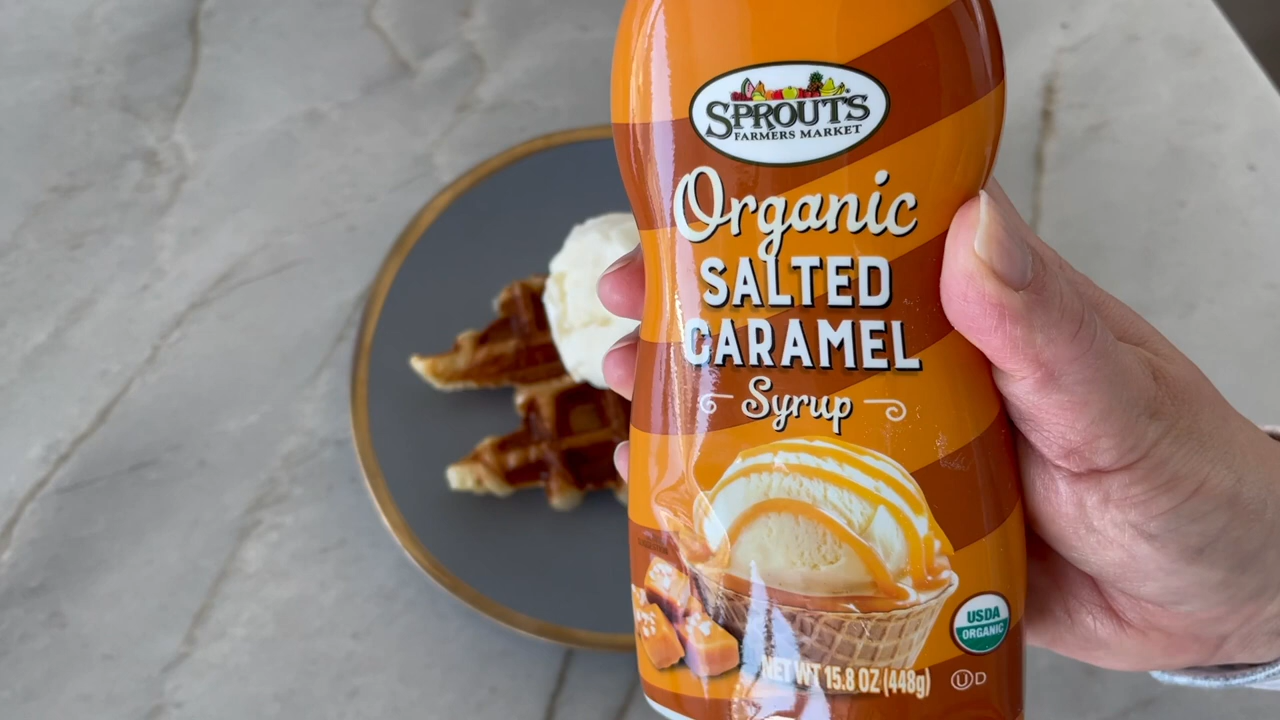 SPROUTS
FARMERS MARKET
Organic
SALTED
CARAMEL
Syrup
USDA
ORGANIC
NET WT 15.8 OZ (448g)
U D